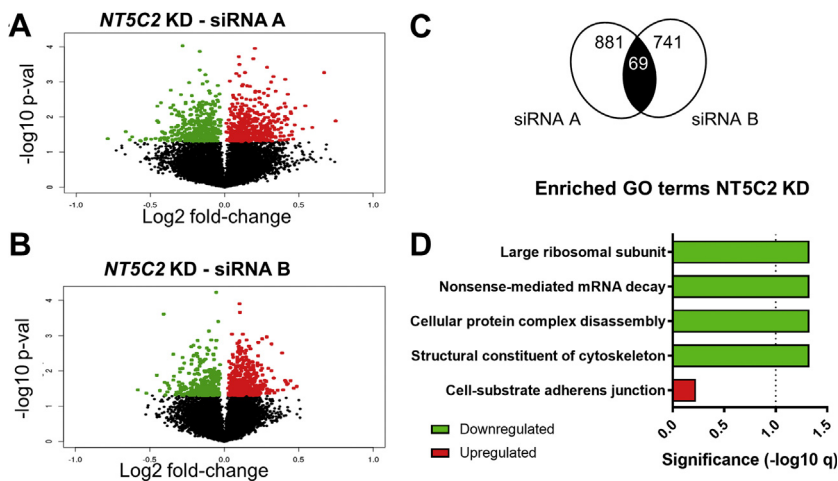 A
NT5C2 KD - siRNA A
-log10 p-val
4
3
2
1
0
-1.0
-0.5
0.0
0.5
1.0
Log2 fold-change
B
NT5C2 KD - siRNA B
-log10 p-val
4
3
2
1
0
-1.0
-0.5
0.0
0.5
1.0
Log2 fold-change
C
881
741
69
siRNA A
siRNA B
Enriched GO terms NT5C2 KD
D
Large ribosomal subunit
Nonsense-mediated mRNA decay
Cellular protein complex disassembly
Structural constituent of cytoskeleton
Cell-substrate adherens junction
0.0
0.5
1.0
1.5
Significance (-log10 q)
Downregulated
Upregulated